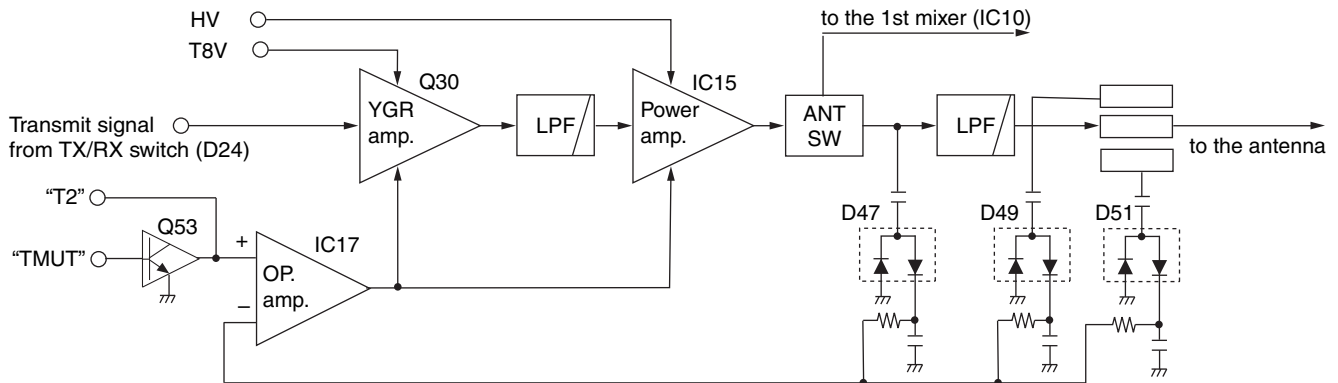 HV
T8V
to the 1st mixer (IC10)
Q30
IC15
YGR
amp.
LPF
Power
amp.
ANT
SW
LPF
Transmit signal
from TX/RX switch (D24)
to the antenna
“T2”
Q53
“TMUT”
+
IC17
OP.
amp.
–
D47
D49
D51